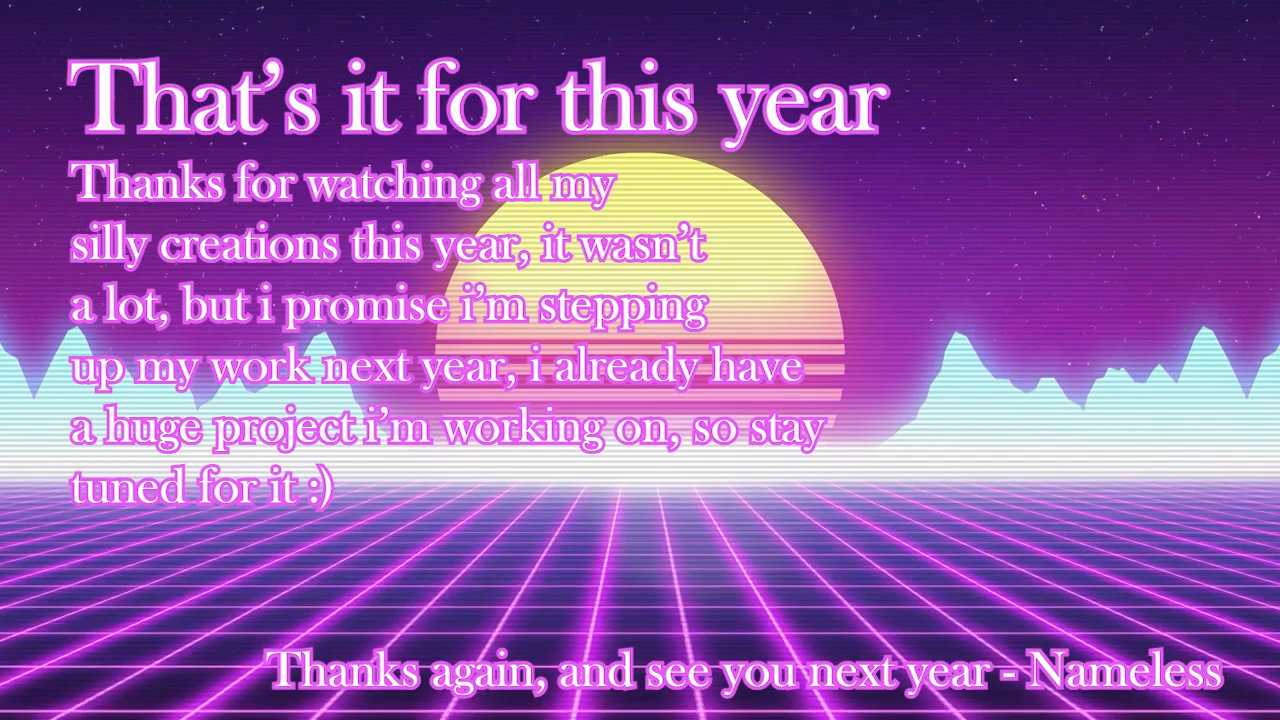 That’s it for this year
Thanks for watching all my
silly creations this year, it wasn’t
a lot, but i promise i’m stepping
up my work next year, i already have
a huge project i’m working on, so stay
tuned for it :)
Thanks again, and see you next year - Nameless